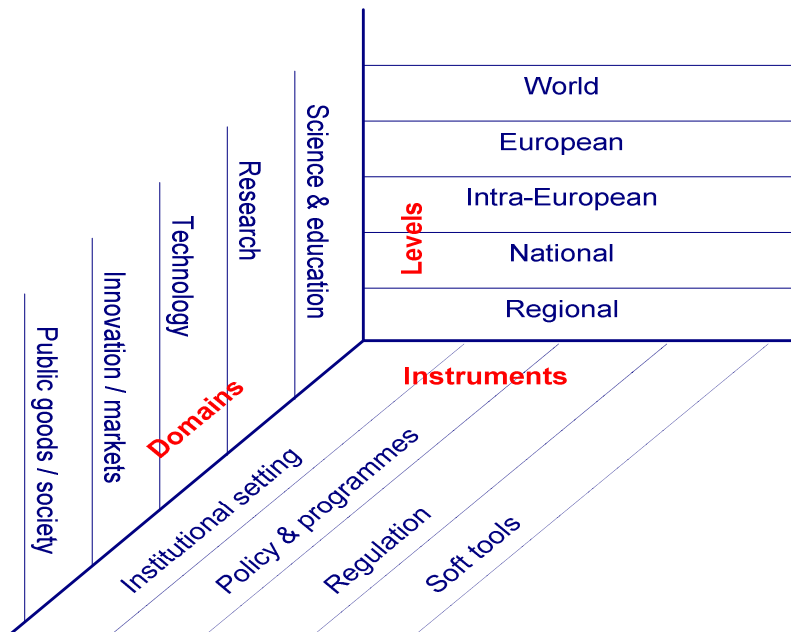 World
European
Intra-European
National
Regional
Levels
Science & education
Research
Technology
Innovation / markets
Public goods / society
Domains
Instruments
Institutional setting
Policy & programmes
Regulation
Soft tools